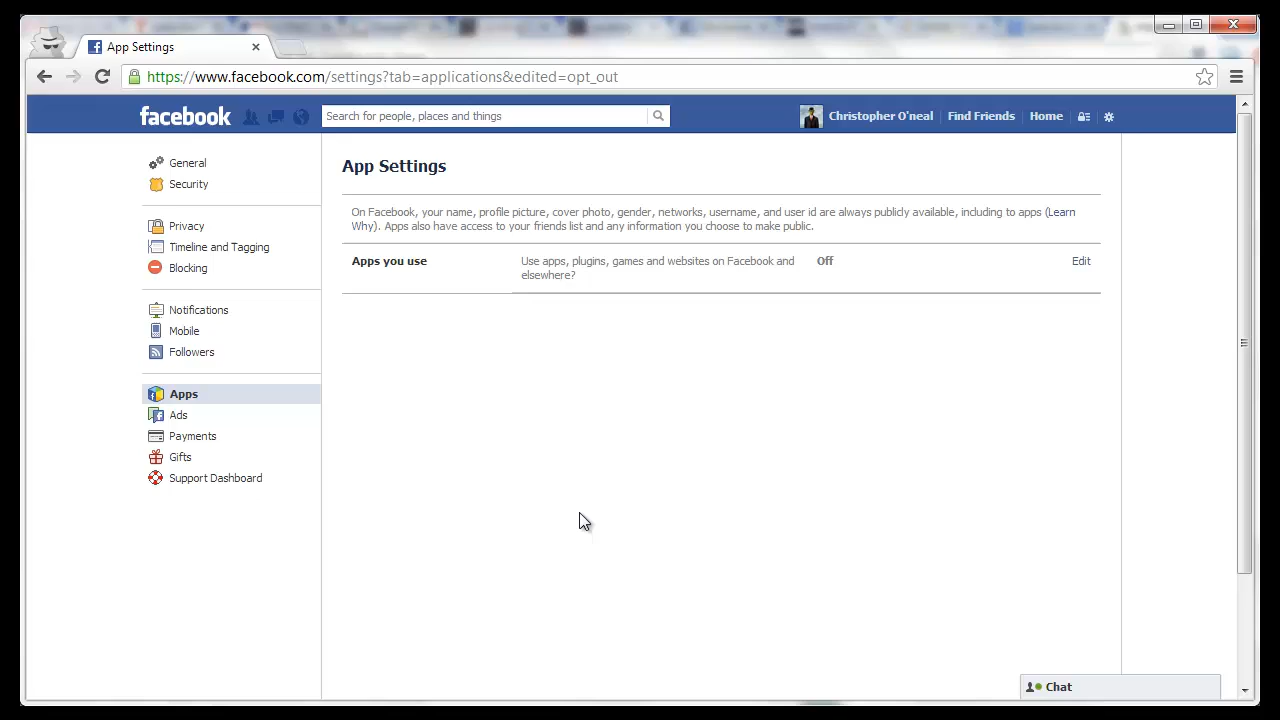 App Settings
https://www.facebook.com/settings?tab=applications&edited=opt_out
facebook
Search for people, places and things
Christopher O'neal
Find Friends
Home
General
Security
Privacy
Timeline and Tagging
Blocking
Notifications
Mobile
Followers
Apps
Ads
Payments
Gifts
Support Dashboard
App Settings
On Facebook, your name, profile picture, cover photo, gender, networks, username, and user id are always publicly available, including to apps (Learn
Why). Apps also have access to your friends list and any information you choose to make public.
Apps you use
Use apps, plugins, games and websites on Facebook and
elsewhere?
Off
Edit
Chat